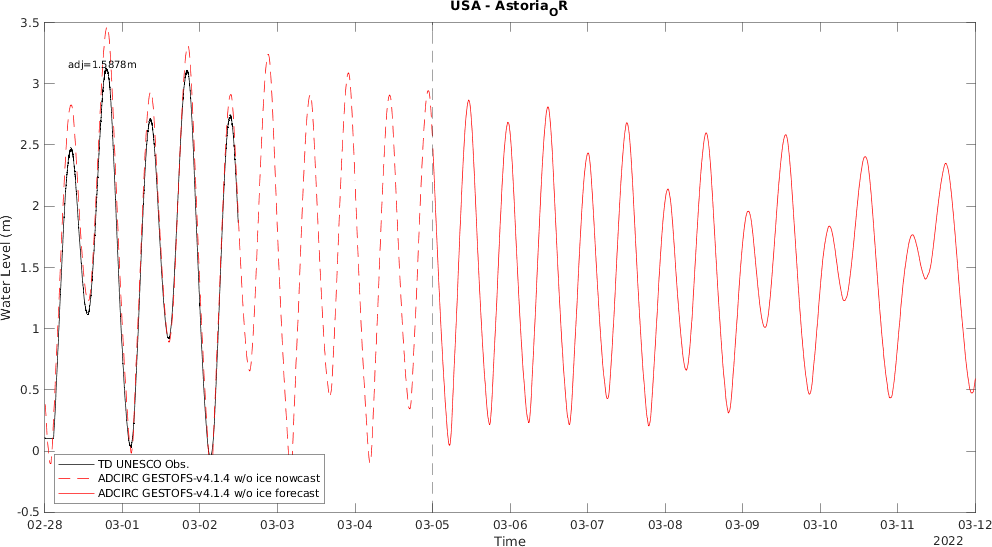 USA - Astoria_OR
adj=1.5878m
3.5
3
2.5
2
1.5
1
0.5
0
-0.5
Water Level (m)
TD UNESCO Obs.
ADCIRC GESTOFS-v4.1.4 w/o ice nowcast
ADCIRC GESTOFS-v4.1.4 w/o ice forecast
02-28 03-01 03-02 03-03 03-04 03-05 03-06 03-07 03-08 03-09 03-10 03-11 03-12
Time
2022